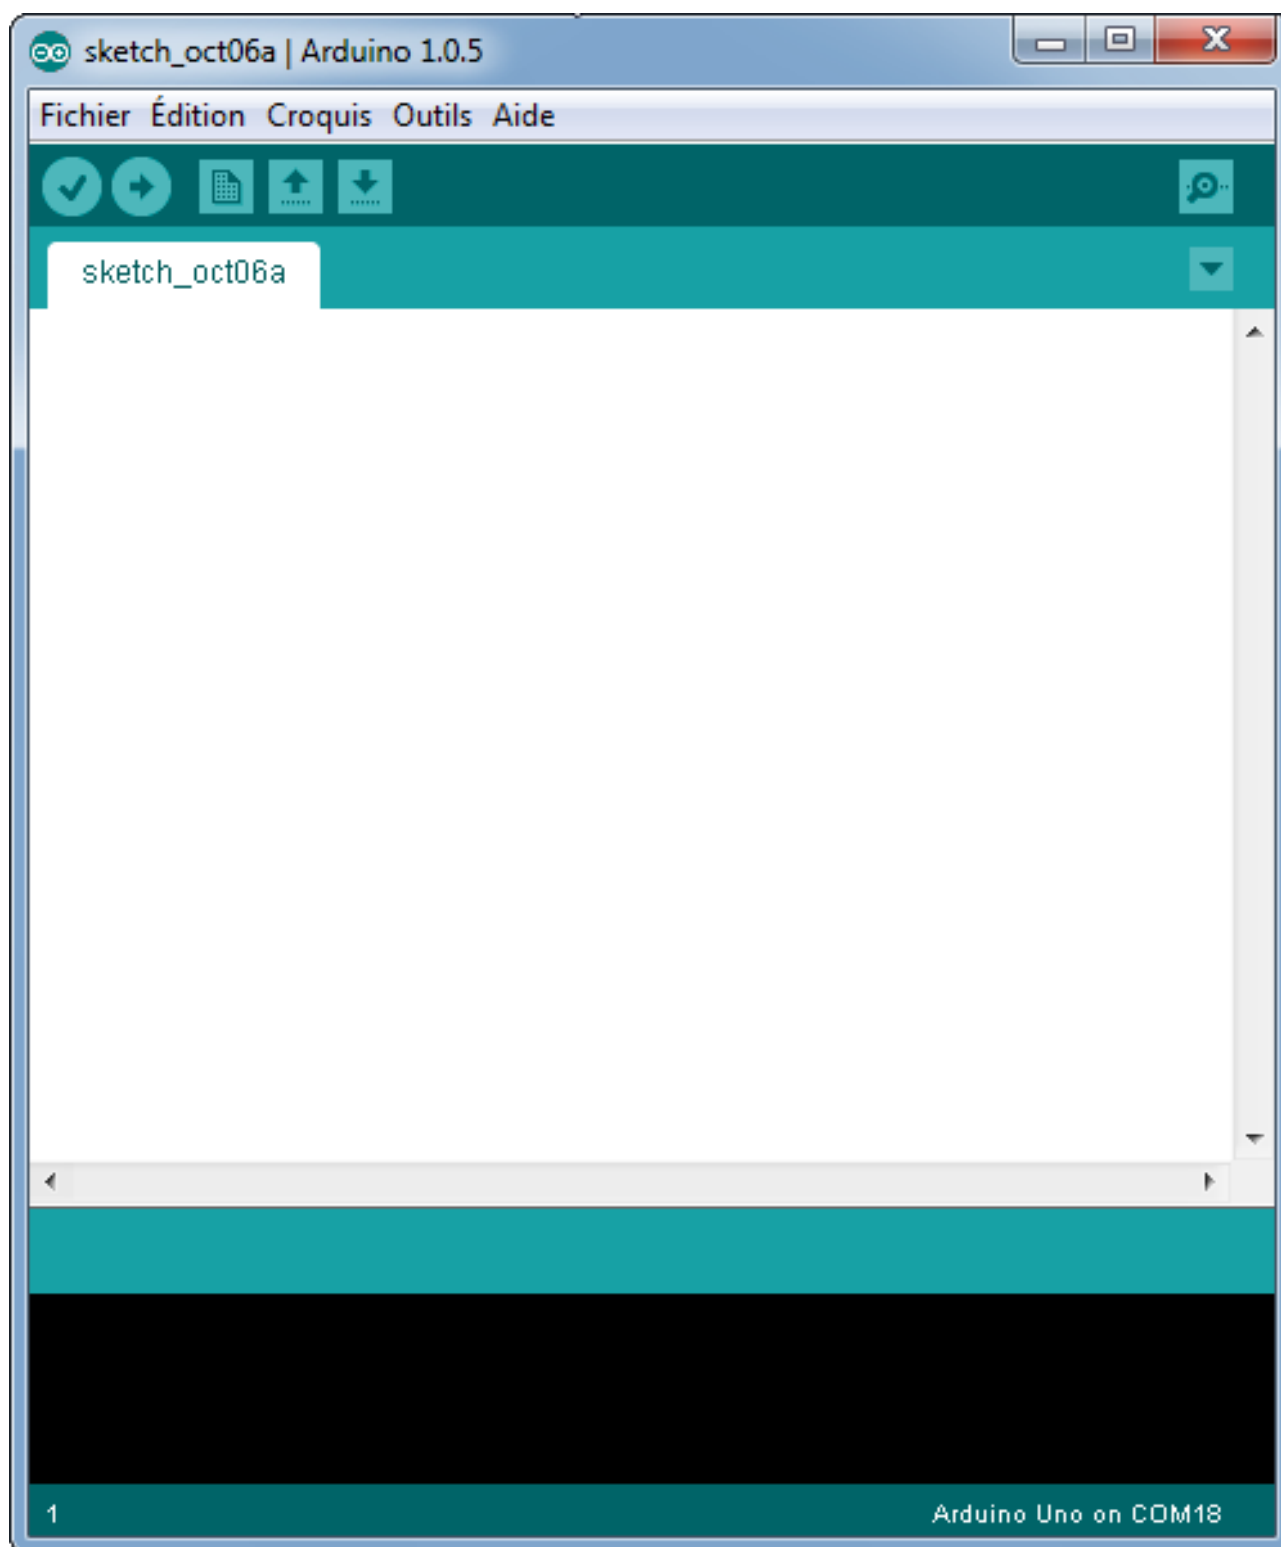 sketch_oct06a | Arduino 1.0.5
Fichier Édition Croquis Outils Aide
sketch_oct06a
1 Arduino Uno on COM18